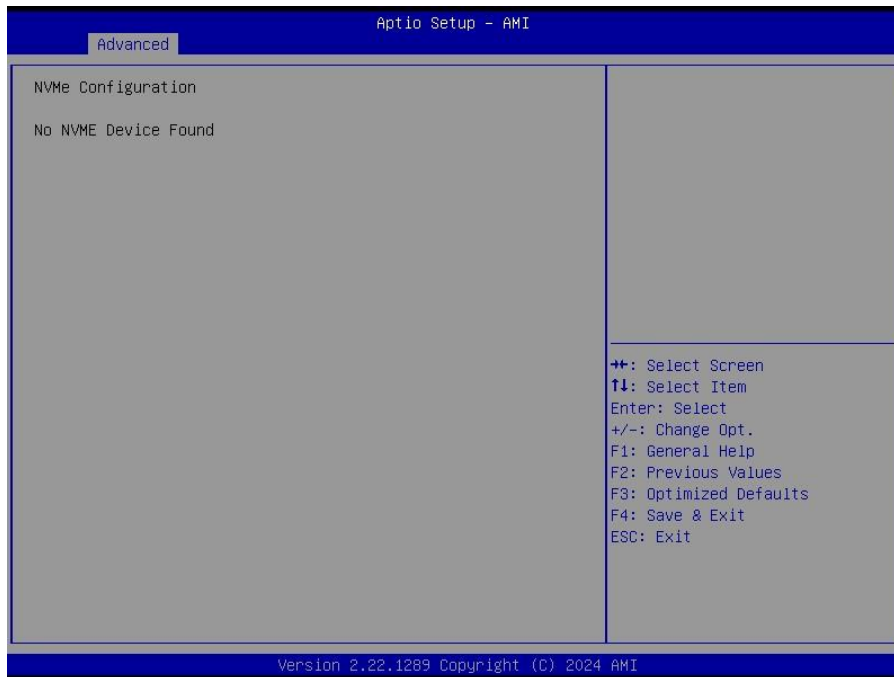 Aptio Setup – AMI
Advanced
NVMe Configuration
No NVME Device Found
→←: Select Screen
↑↓: Select Item
Enter: Select
+/-: Change Opt.
F1: General Help
F2: Previous Values
F3: Optimized Defaults
F4: Save & Exit
ESC: Exit
Version 2.22.1289 Copyright (C) 2024 AMI